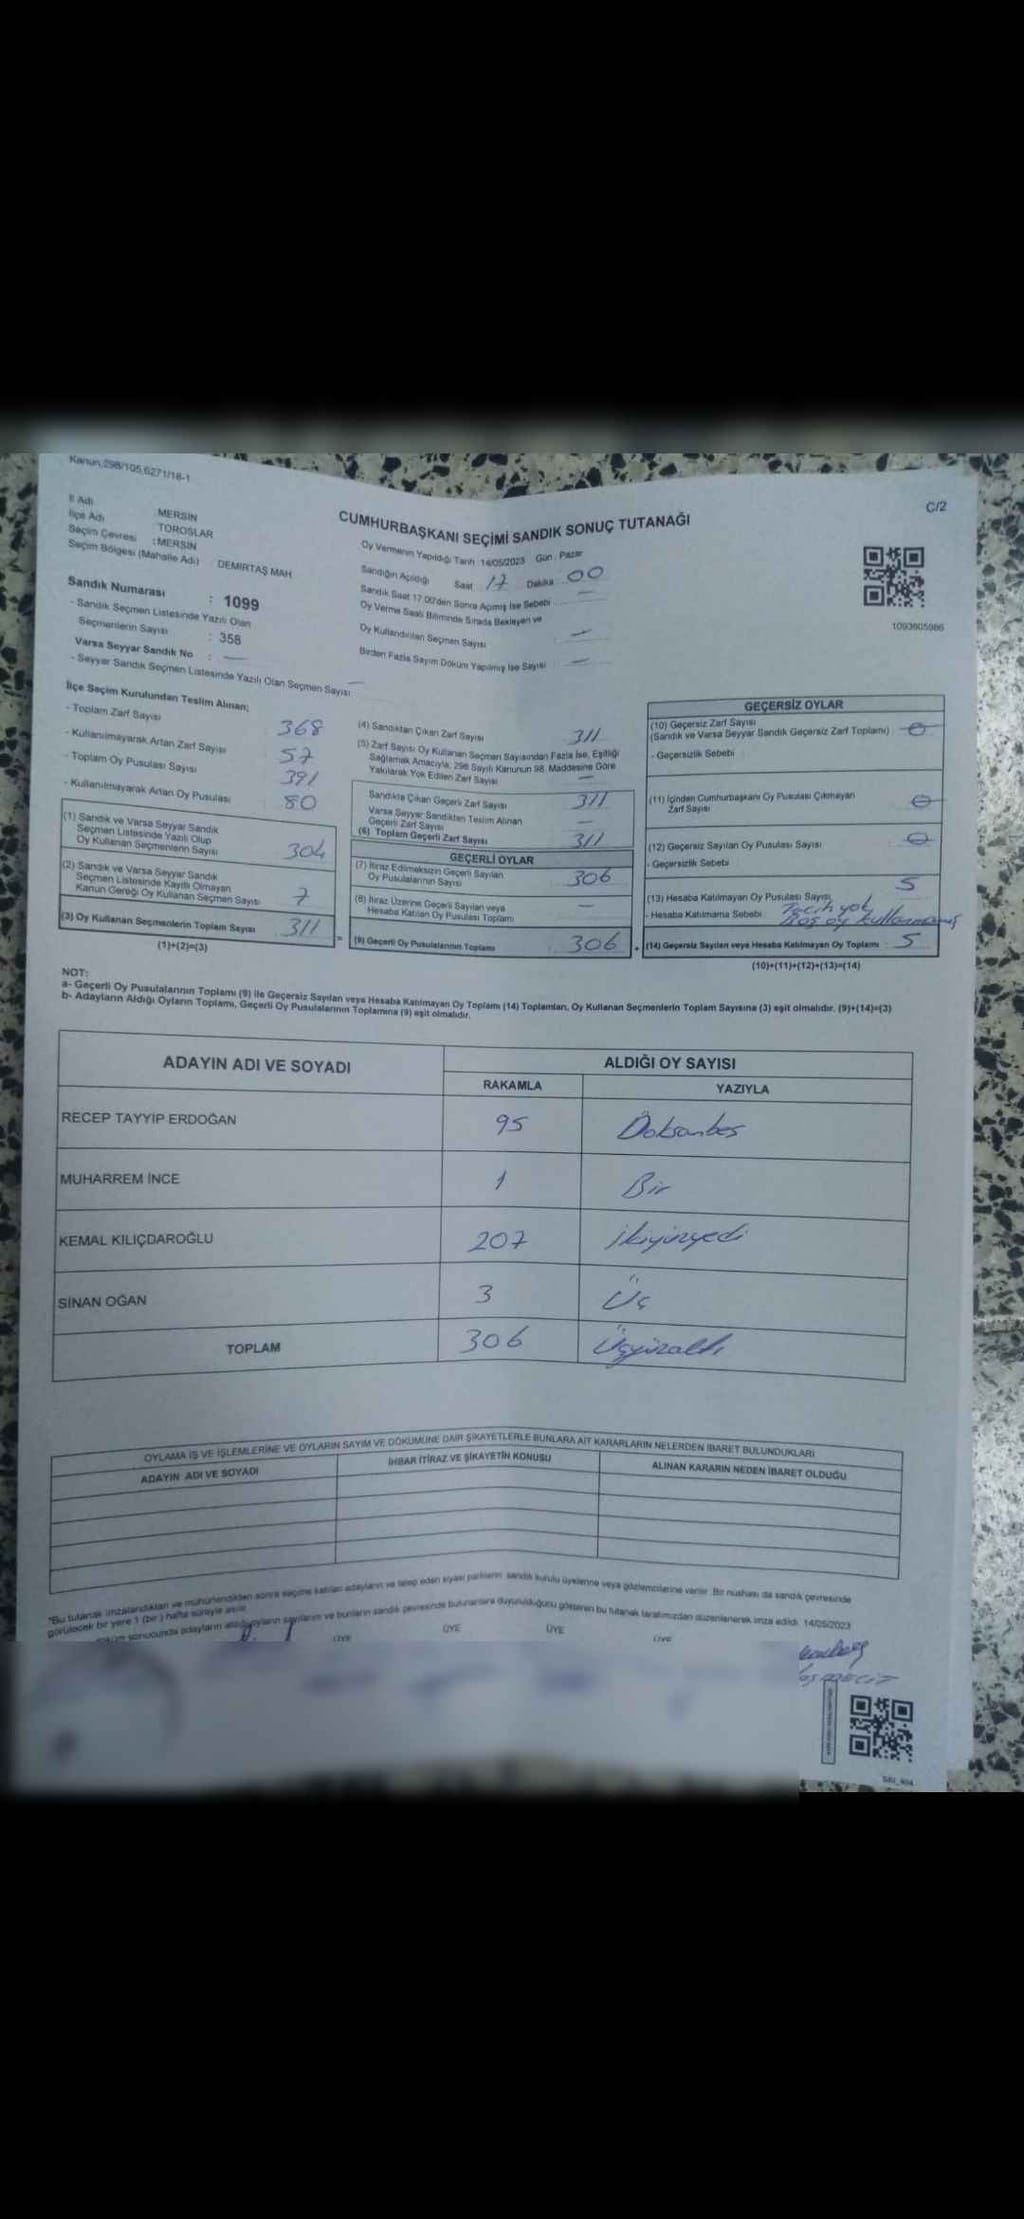 Kanun,298/105,6271/18-1
C/2
İl Adı MERSİN
İlçe Adı TOROSLAR
Seçim Çevresi :MERSİN
Seçim Bölgesi (Mahalle Adı) : DEMİRTAŞ MAH
CUMHURBAŞKANI SEÇİMİ SANDIK SONUÇ TUTANAĞI
Oy Vermenin Yapıldığı Tarih 14/05/2023 Gün : Pazar
Sandığın Açıldığı Saat 17 Dakika 00
Sandık Saat 17.00'den Sonra Açımış İse Sebebi
Oy Verme Saati Bitiminde Sırada Bekleyen ve
Oy Kullandırılan Seçmen Sayısı —
Birden Fazla Sayım Döküm Yapılmış İse Sayısı —
1093605986
Sandık Numarası : 1099
- Sandık Seçmen Listesinde Yazılı Olan
Seçmenlerin Sayısı : 358
Varsa Seyyar Sandık No : —
- Seyyar Sandık Seçmen Listesinde Yazılı Olan Seçmen Sayısı —
İlçe Seçim Kurulundan Teslim Alınan;
- Toplam Zarf Sayısı 368
- Kullanılmayarak Artan Zarf Sayısı 57
- Toplam Oy Pusulası Sayısı 391
- Kullanılmayarak Artan Oy Pusulası 80
(1) Sandık ve Varsa Seyyar Sandık
Seçmen Listesinde Yazılı Olup
Oy Kullanan Seçmenlerin Sayısı 304
(2) Sandık ve Varsa Seyyar Sandık
Seçmen Listesinde Kayıtlı Olmayan
Kanun Gereği Oy Kullanan Seçmen Sayısı 7
(3) Oy Kullanan Seçmenlerin Toplam Sayısı 311
(1)+(2)=(3)
(4) Sandıktan Çıkan Zarf Sayısı 311
(5) Zarf Sayısı Oy Kullanan Seçmen Sayısından Fazla İse, Eşitliği
Sağlamak Amacıyla, 298 Sayılı Kanunun 98. Maddesine Göre
Yakılarak Yok Edilen Zarf Sayısı —
Sandıkta Çıkan Geçerli Zarf Sayısı 311
Varsa Seyyar Sandıktan Teslim Alınan
Geçerli Zarf Sayısı —
(6) Toplam Geçerli Zarf Sayısı 311
GEÇERLİ OYLAR
(7) İtiraz Edilmeksizin Geçerli Sayılan
Oy Pusulalarının Sayısı 306
(8) İtiraz Üzerine Geçerli Sayılan veya
Hesaba Katılan Oy Pusulası Toplamı —
(9) Geçerli Oy Pusulalarının Toplamı 306
GEÇERSİZ OYLAR
(10) Geçersiz Zarf Sayısı
(Sandık ve Varsa Seyyar Sandık Geçersiz Zarf Toplamı) 0
- Geçersizlik Sebebi
(11) İçinden Cumhurbaşkanı Oy Pusulası Çıkmayan
Zarf Sayısı 0
(12) Geçersiz Sayılan Oy Pusulası Sayısı 0
- Geçersizlik Sebebi
(13) Hesaba Katılmayan Oy Pusulası Sayısı 5
- Hesaba Katılmama Sebebi Tercih yok
Boş oy kullanmamış
(14) Geçersiz Sayılan veya Hesaba Katılmayan Oy Toplamı 5
(10)+(11)+(12)+(13)=(14)
NOT:
a- Geçerli Oy Pusulalarının Toplamı (9) ile Geçersiz Sayılan veya Hesaba Katılmayan Oy Toplamı (14) Toplamları, Oy Kullanan Seçmenlerin Toplam Sayısına (3) eşit olmalıdır. (9)+(14)=(3)
b- Adayların Aldığı Oyların Toplamı, Geçerli Oy Pusulalarının Toplamına (9) eşit olmalıdır.
ADAYIN ADI VE SOYADI ALDIĞI OY SAYISI
RAKAMLA YAZIYLA
RECEP TAYYİP ERDOĞAN 95 Doksanbeş
MUHARREM İNCE 1 Bir
KEMAL KILIÇDAROĞLU 207 İkiyüzyedi
SİNAN OĞAN 3 Üç
TOPLAM 306 Üçyüzaltı
OYLAMA İŞ VE İŞLEMLERİNE VE OYLARIN SAYIM VE DÖKÜMÜNE DAİR ŞİKAYETLERLE BUNLARA AİT KARARLARIN NELERDEN İBARET BULUNDUKLARI
ADAYIN ADI VE SOYADI İHBAR İTİRAZ VE ŞİKAYETİN KONUSU ALINAN KARARIN NEDEN İBARET OLDUĞU
"Bu tutanak imzalandıktan ve mühürlendikten sonra seçime katılan adayların ve talep eden siyasi partilerin sandık kurulu üyelerine veya gözlemcilerine verilir. Bir nüshası da sandık çevresinde
görülecek bir yere 1 (bir) hafta süreyle asılır.
sonucunda adayların aldığı oyların sayılarını ve bunların sandık çevresinde bulunanlara duyurulduğunu gösteren bu tutanak tarafımızdan düzenlenerek imza edildi. 14/05/2023
ÜYE ÜYE ÜYE ÜYE